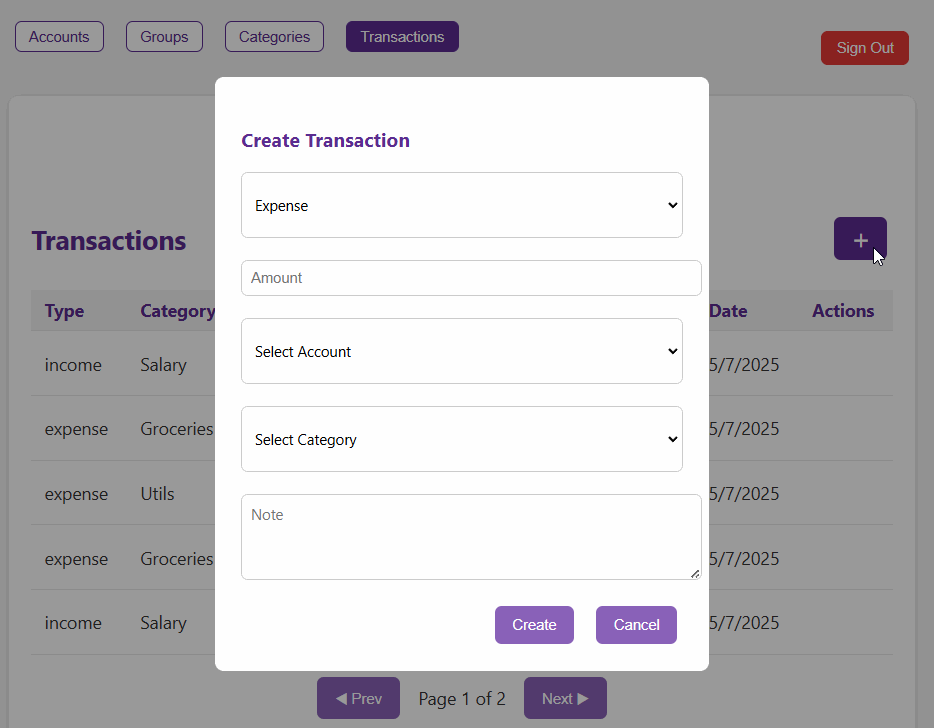 Accounts Groups Categories Transactions Sign Out
Create Transaction
Expense
Amount
Select Account
Select Category
Note
Create Cancel
Transactions +
Type Category Date Actions
income Salary 5/7/2025
expense Groceries 5/7/2025
expense Utils 5/7/2025
expense Groceries 5/7/2025
income Salary 5/7/2025
◀ Prev Page 1 of 2 Next ▶